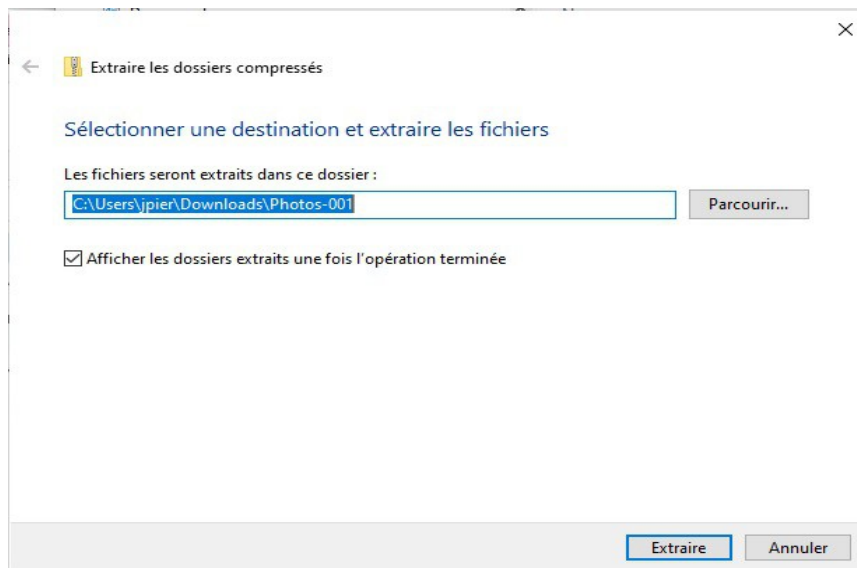 Extraire les dossiers compressés
Sélectionner une destination et extraire les fichiers
Les fichiers seront extraits dans ce dossier :
C:\Users\jpier\Downloads\Photos-001
Parcourir...
Afficher les dossiers extraits une fois l'opération terminée
Extraire
Annuler